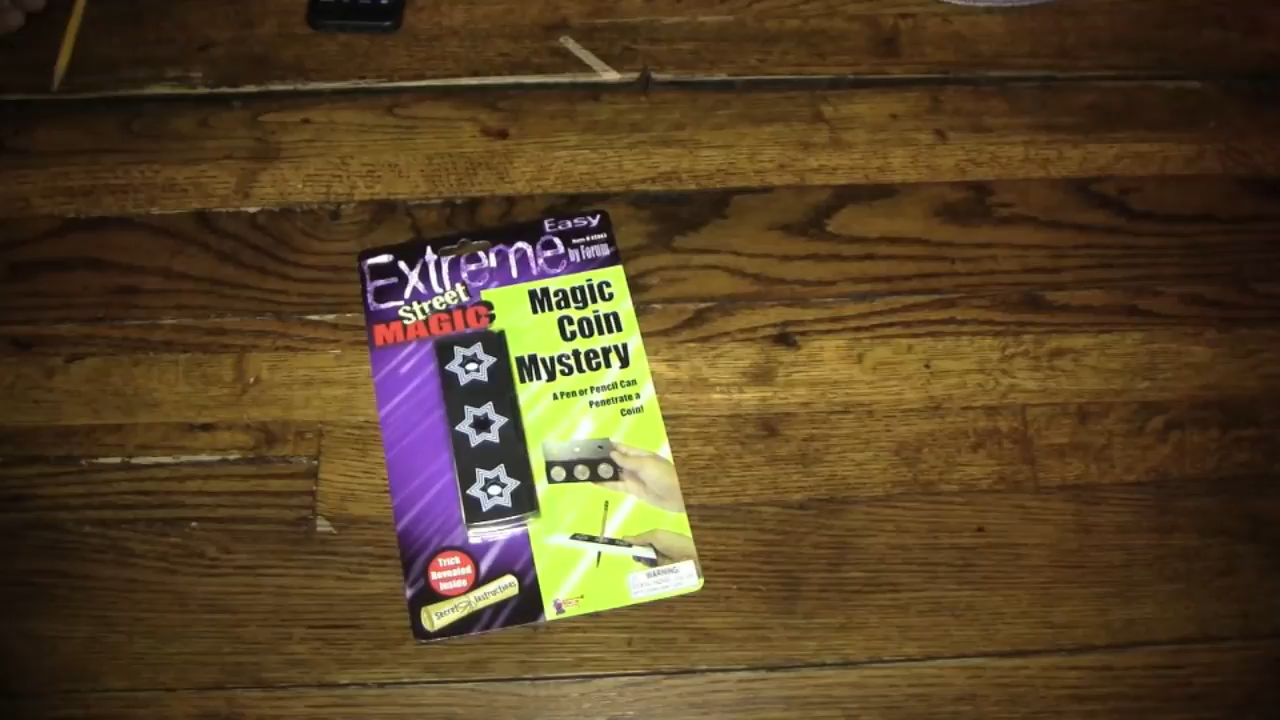 Easy
Extreme
by Forum
Street
MAGIC
Magic
Coin
Mystery
A Pen or Pencil Can
Penetrate a
Coin!
Trick
Revealed
Inside
Secret Instructions
WARNING: